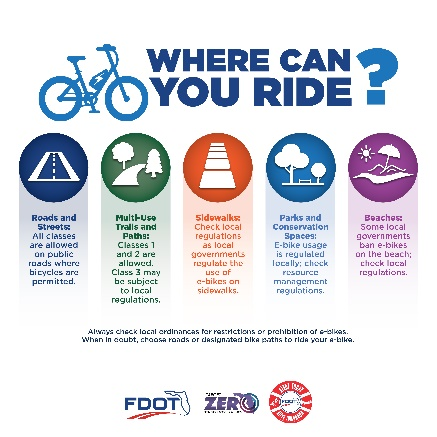 WHERE CAN
YOU RIDE?
Roads and
Streets:
All classes
are allowed
on public
roads where
bicycles are
permitted.
Multi-Use
Trails and
Paths:
Classes 1
and 2 are
allowed.
Class 3 may
be subject
to local
regulations.
Sidewalks:
Check local
regulations
as local
governments
regulate the
use of
e-bikes on
sidewalks.
Parks and
Conservation
Spaces:
E-bike usage
is regulated
locally; check
resource
management
regulations.
Beaches:
Some local
governments
ban e-bikes
on the beach;
check local
regulations.
Always check local ordinances for restrictions or prohibition of e-bikes.
When in doubt, choose roads or designated bike paths to ride your e-bike.
FDOT
TARGET
ZERO
FDOT